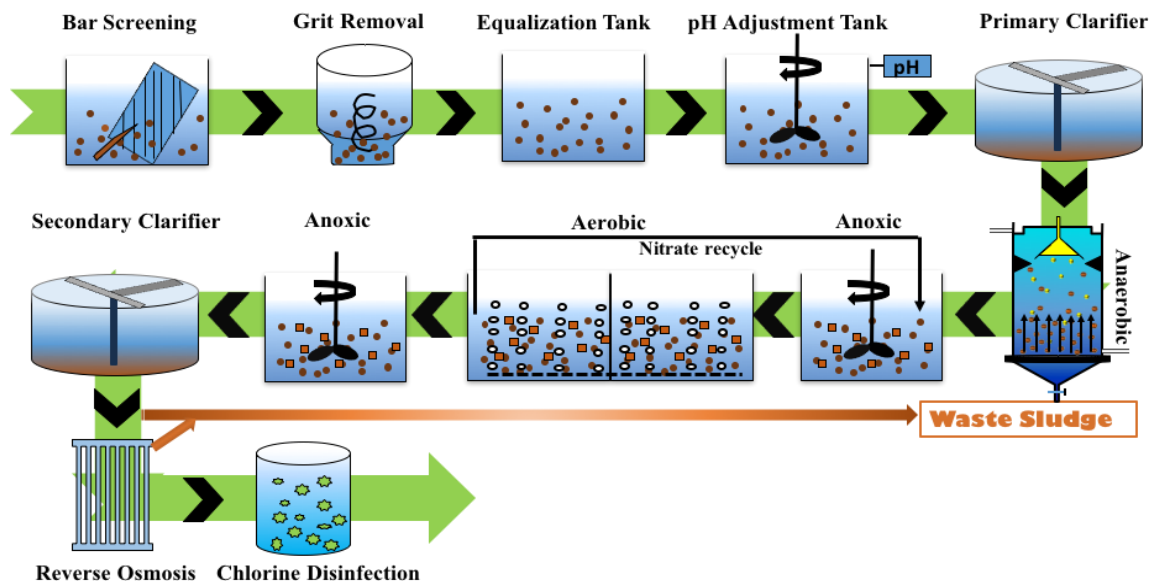 Bar Screening
Grit Removal
Equalization Tank
pH Adjustment Tank
Primary Clarifier
pH
Secondary Clarifier
Anoxic
Aerobic
Nitrate recycle
Anoxic
Anaerobic
Waste Sludge
Reverse Osmosis
Chlorine Disinfection